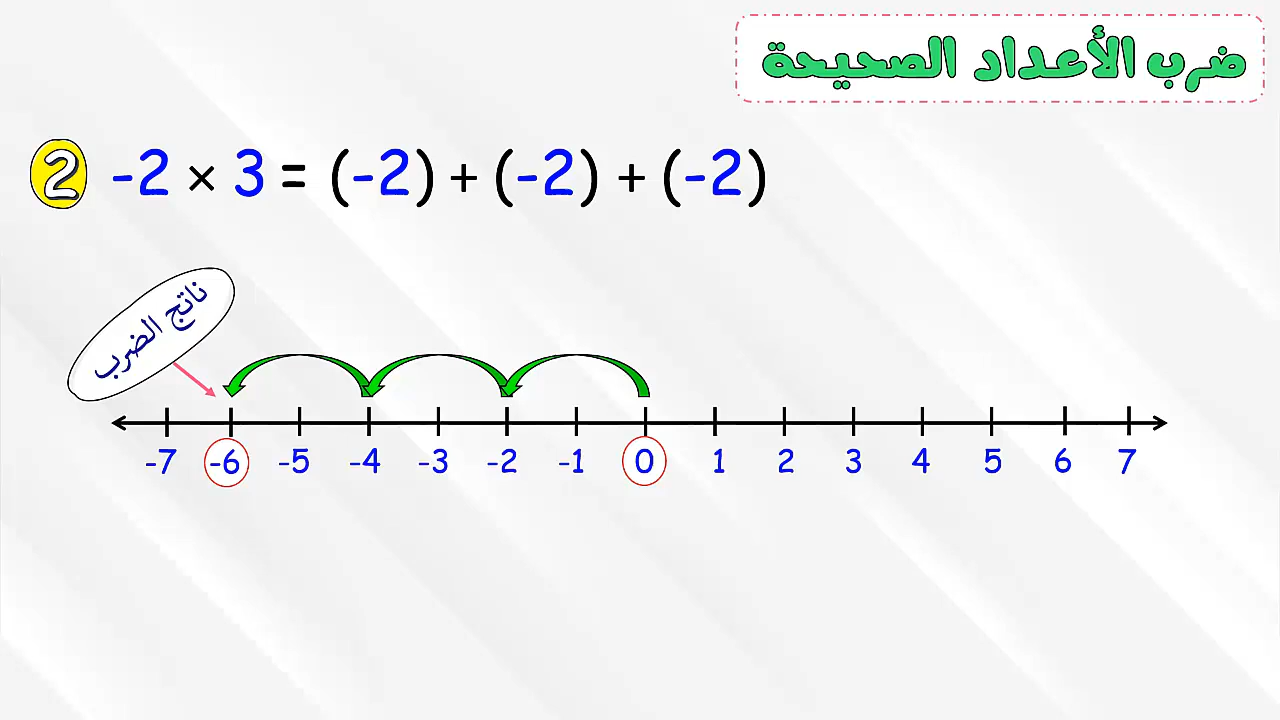 ضرب الأعداد الصحيحة
2 -2 × 3 = (-2) + (-2) + (-2)
ناتج الضرب
-7 -6 -5 -4 -3 -2 -1 0 1 2 3 4 5 6 7